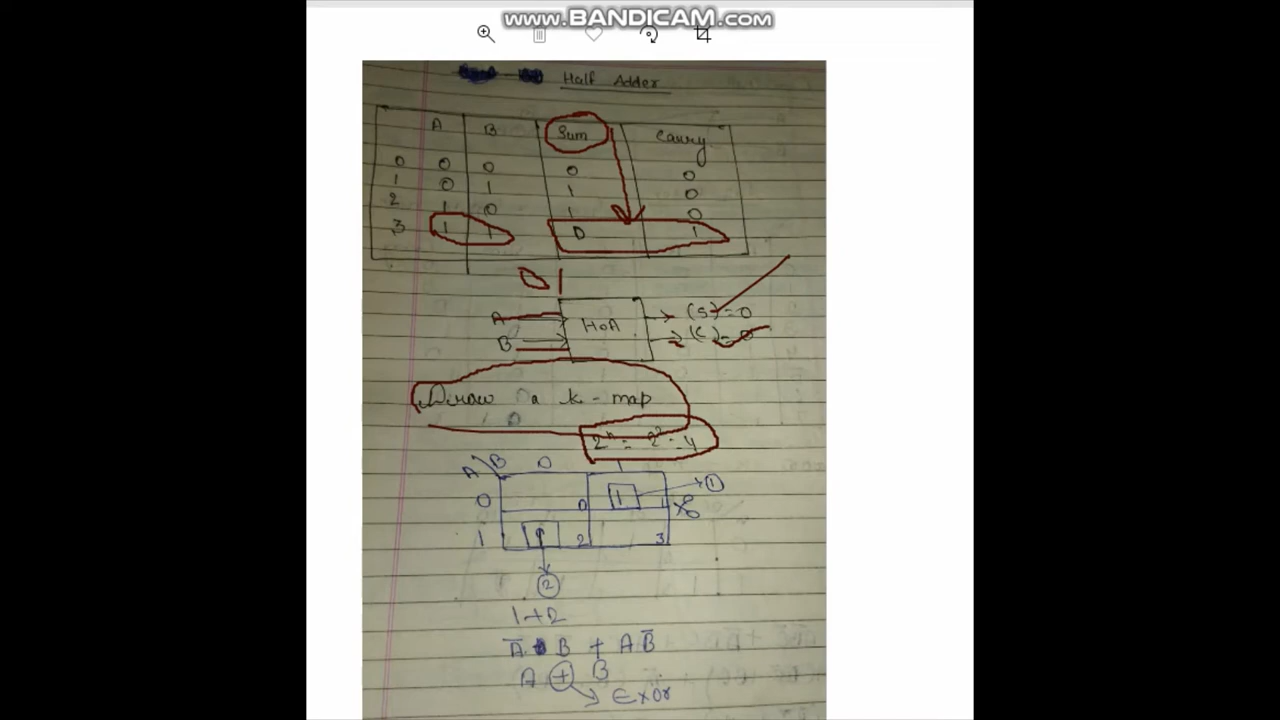 www.BANDICAM.com
Half Adder
A B Sum Carry
0 0 0 0 0
1 0 1 1 0
2 1 0 1 0
3 1 1 0 1
0 1
A H.A (S) = 0
B (C) = 0
Draw a k-map
2ⁿ = 2² = 4
A B 0 1
0 0 1 1 ①
1 1 2 3
②
1+2
A̅ . B + A B̅
A ⊕ B
ExOr